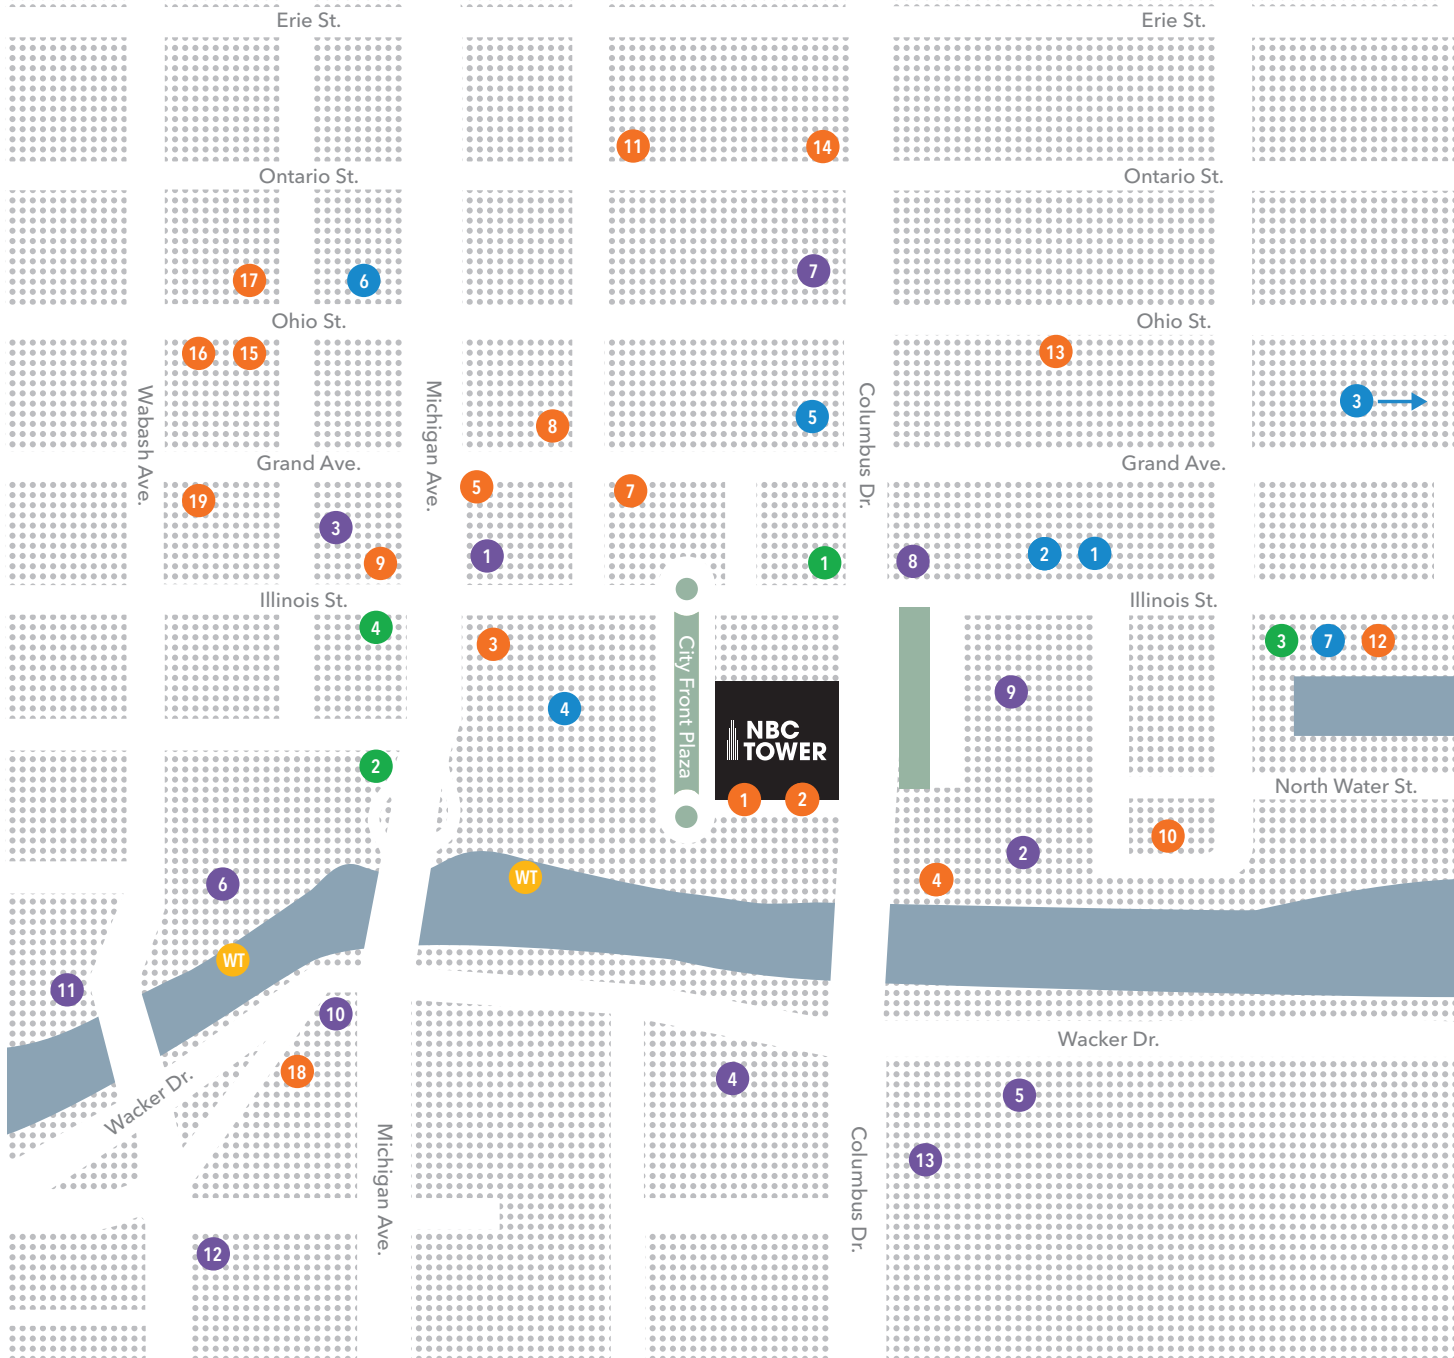 Erie St.
Erie St.
11
14
Ontario St.
Ontario St.
7
17
6
Ohio St.
Ohio St.
16
15
13
Wabash Ave.
Michigan Ave.
Columbus Dr.
3
5
8
Grand Ave.
Grand Ave.
5
7
19
3
1
9
1
8
2
1
Illinois St.
Illinois St.
4
3
City Front Plaza
3
7
12
9
4
NBC
TOWER
2
1
2
North Water St.
10
2
6
WT
4
WT
11
10
Wacker Dr.
18
4
Wacker Dr.
5
Michigan Ave.
Columbus Dr.
13
12